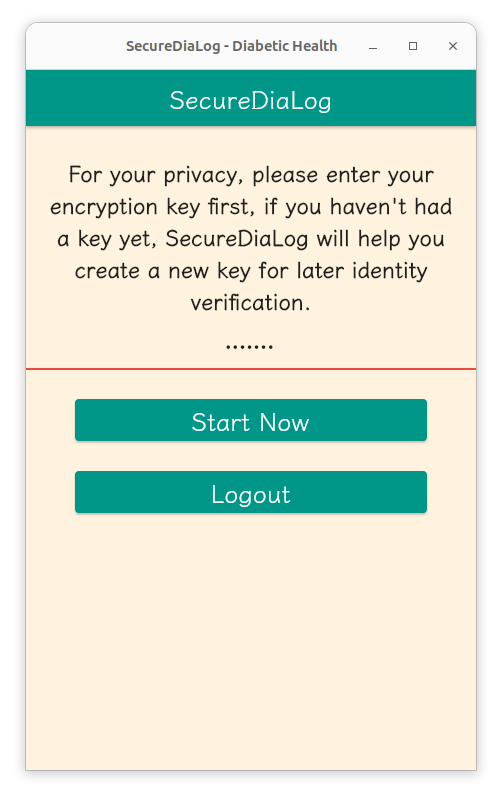 SecureDiaLog - Diabetic Health
SecureDiaLog
For your privacy, please enter your
encryption key first, if you haven't had
a key yet, SecureDiaLog will help you
create a new key for later identity
verification.
•••••••
Start Now
Logout